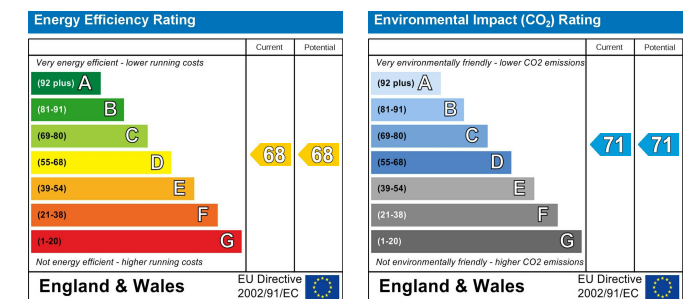 Energy Efficiency Rating
Current Potential
Very energy efficient - lower running costs
(92 plus) A
(81-91) B
(69-80) C
(55-68) D
(39-54) E
(21-38) F
(1-20) G
68 68
Not energy efficient - higher running costs
England & Wales
EU Directive
2002/91/EC
Environmental Impact (CO₂) Rating
Current Potential
Very environmentally friendly - lower CO2 emissions
(92 plus) A
(81-91) B
(69-80) C
(55-68) D
(39-54) E
(21-38) F
(1-20) G
71 71
Not environmentally friendly - higher CO2 emissions
England & Wales
EU Directive
2002/91/EC